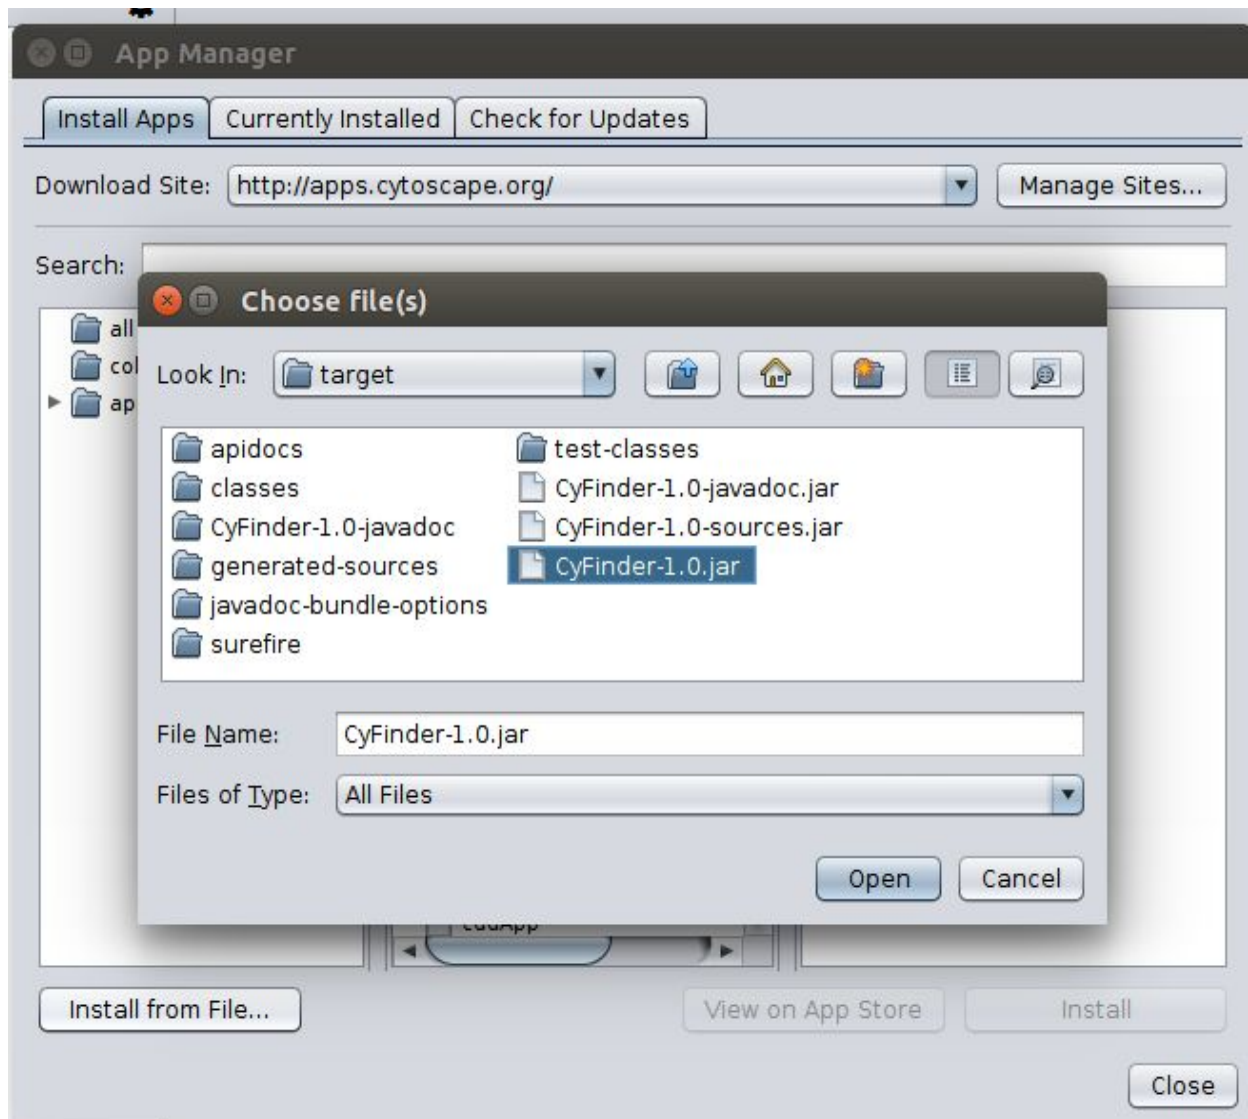 App Manager
Install Apps Currently Installed Check for Updates
Download Site: http://apps.cytoscape.org/ Manage Sites...
Search:
all
col
ap
Choose file(s)
Look In: target
apidocs test-classes
classes CyFinder-1.0-javadoc.jar
CyFinder-1.0-javadoc CyFinder-1.0-sources.jar
generated-sources CyFinder-1.0.jar
javadoc-bundle-options
surefire
File Name: CyFinder-1.0.jar
Files of Type: All Files
Open Cancel
Install from File... View on App Store Install
Close